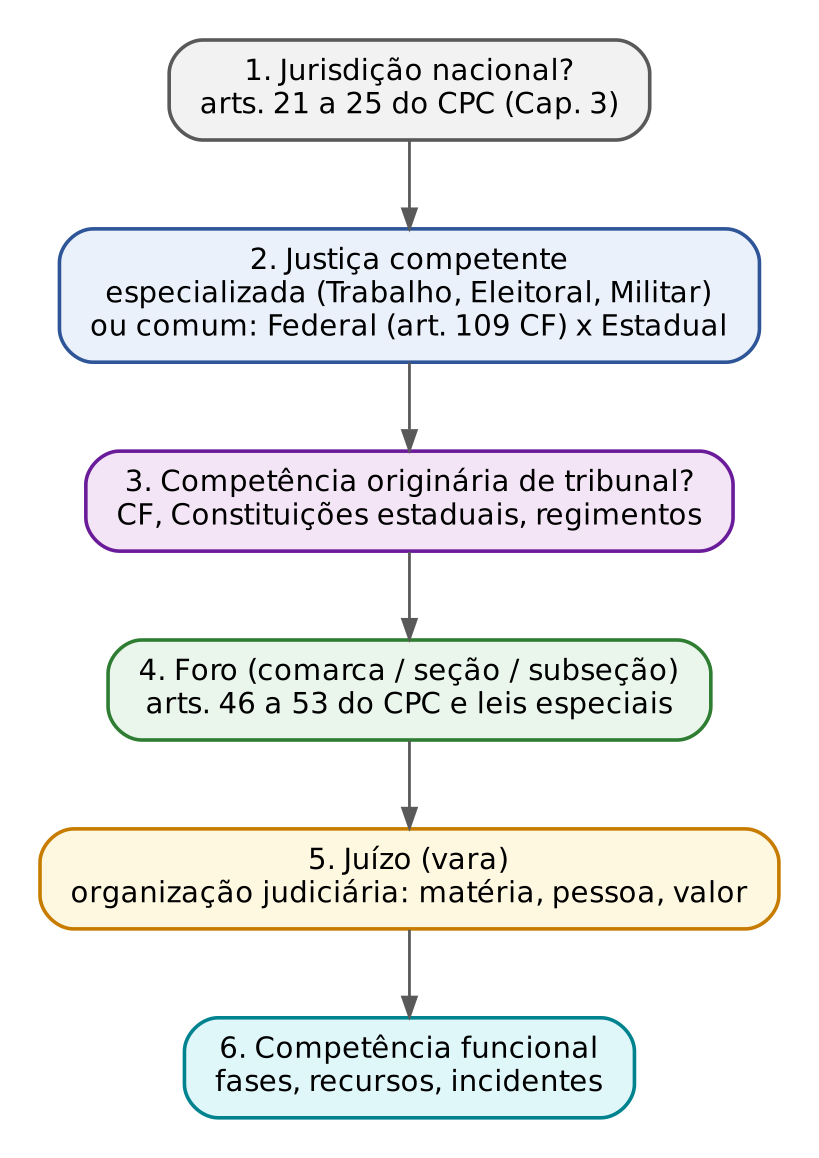 1. Jurisdição nacional?
arts. 21 a 25 do CPC (Cap. 3)
2. Justiça competente
especializada (Trabalho, Eleitoral, Militar)
ou comum: Federal (art. 109 CF) x Estadual
3. Competência originária de tribunal?
CF, Constituições estaduais, regimentos
4. Foro (comarca / seção / subseção)
arts. 46 a 53 do CPC e leis especiais
5. Juízo (vara)
organização judiciária: matéria, pessoa, valor
6. Competência funcional
fases, recursos, incidentes